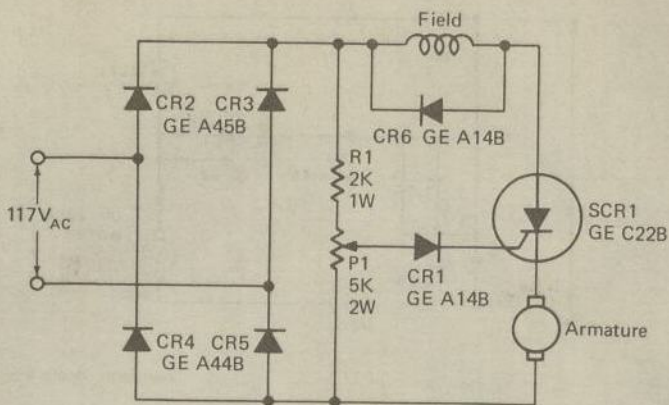 Field
CR2 CR3
GE A45B
CR6 GE A14B
R1
2K
1W
SCR1
GE C22B
117VAC
P1
5K
2W
CR1
GE A14B
CR4 CR5
GE A44B
Armature